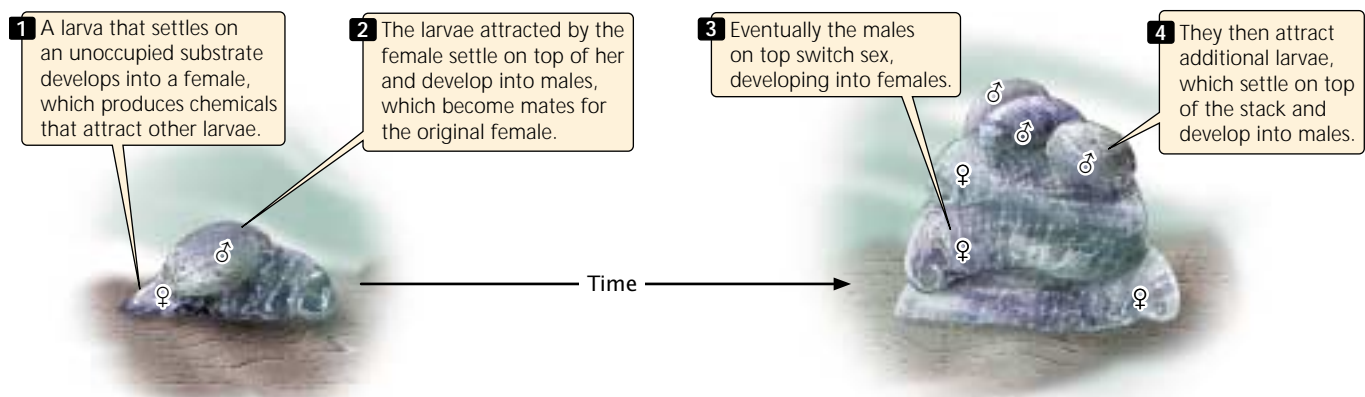 1 A larva that settles on
an unoccupied substrate
develops into a female,
which produces chemicals
that attract other larvae.
2 The larvae attracted by the
female settle on top of her
and develop into males,
which become mates for
the original female.
3 Eventually the males
on top switch sex,
developing into females.
4 They then attract
additional larvae,
which settle on top
of the stack and
develop into males.
♂
♀
Time
♂
♂
♂
♀
♀
♀